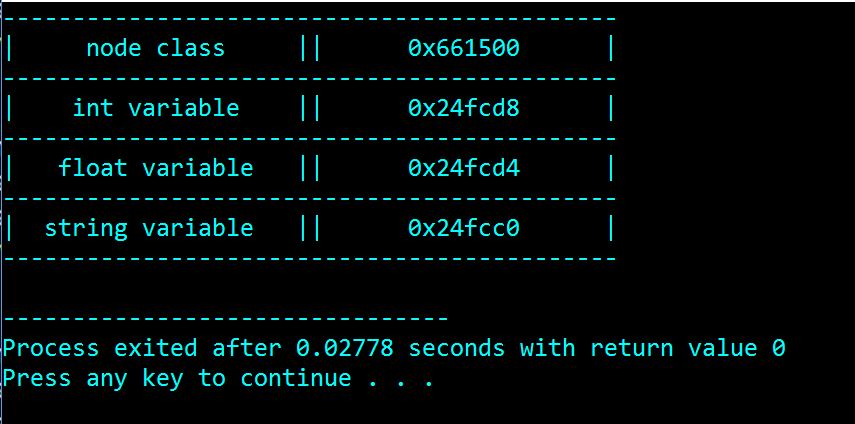 --------------------------------------------
|     node class     ||      0x661500      |
--------------------------------------------
|    int variable    ||      0x24fcd8      |
--------------------------------------------
|   float variable   ||      0x24fcd4      |
--------------------------------------------
|  string variable   ||      0x24fcc0      |
--------------------------------------------
--------------------------------
Process exited after 0.02778 seconds with return value 0
Press any key to continue . . .